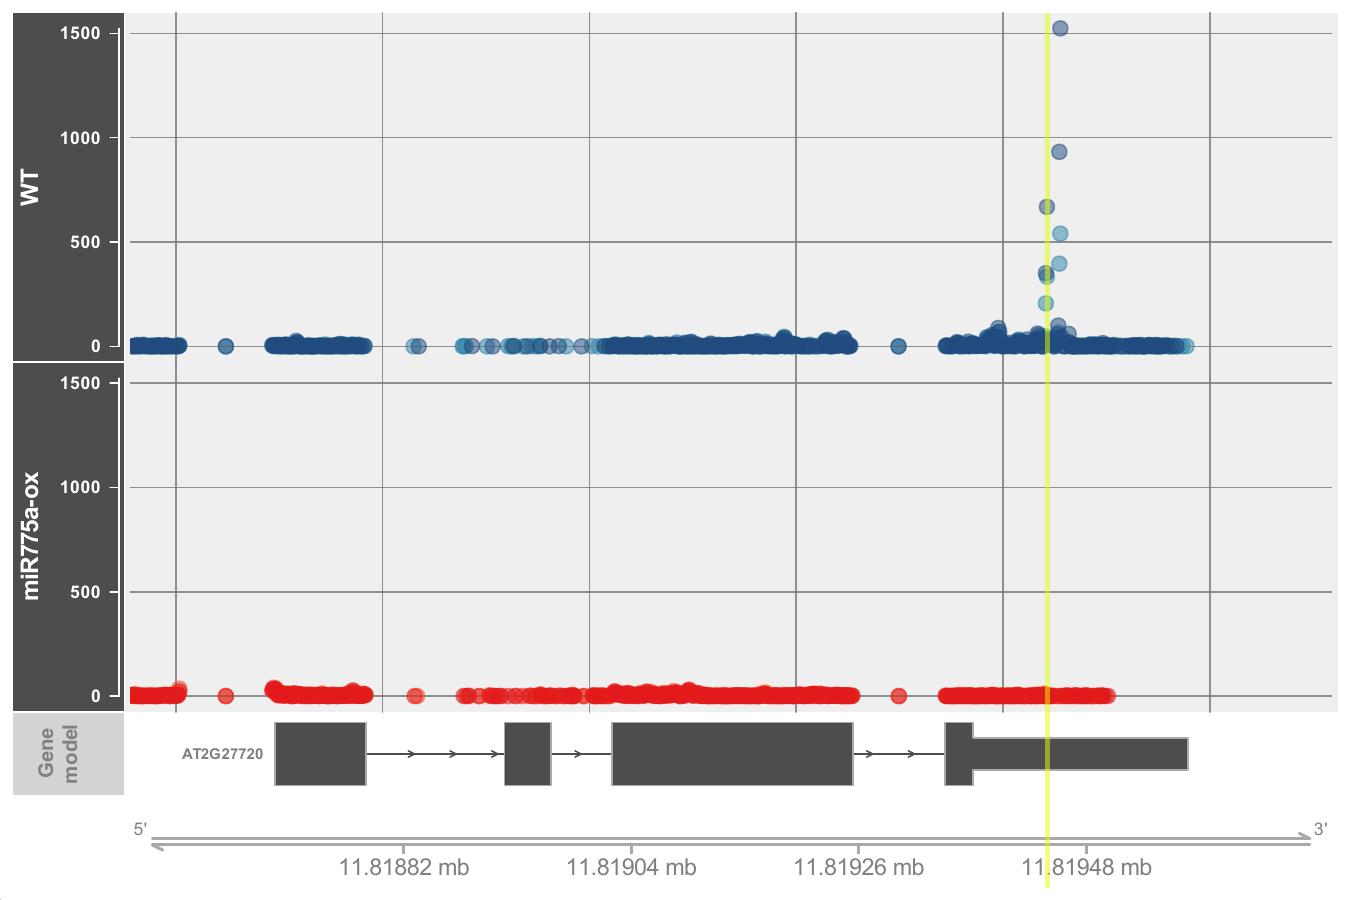 1500
1000
500
0
WT
1500
1000
500
0
miR775a-ox
Gene
model
AT2G27720
5'
3'
11.81882 mb
11.81904 mb
11.81926 mb
11.81948 mb